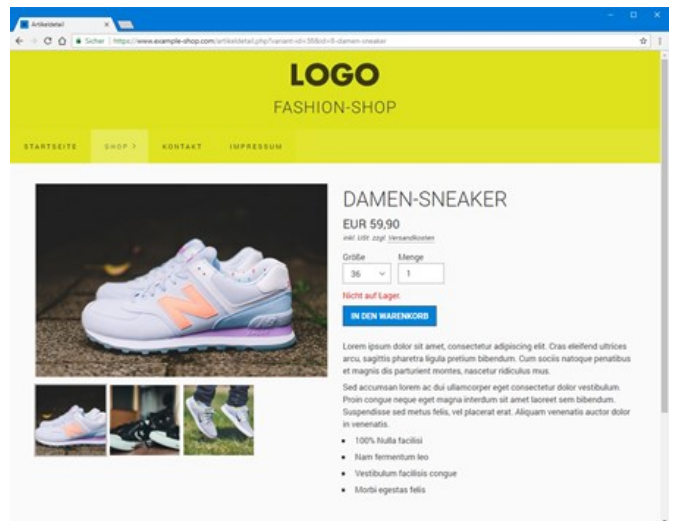 Artikeldetail
Sicher | https://www.example-shop.com/artikeldetail.php?variant-id=30&id=8-damen-sneaker
LOGO
FASHION-SHOP
STARTSEITE SHOP KONTAKT IMPRESSUM
DAMEN-SNEAKER
EUR 59,90
inkl. USt. zzgl. Versandkosten
Größe Menge
36 1
Nicht auf Lager.
IN DEN WARENKORB
Lorem ipsum dolor sit amet, consectetur adipiscing elit. Cras eleifend ultrices
arcu, sagittis pharetra ligula pretium bibendum. Cum sociis natoque penatibus
et magnis dis parturient montes, nascetur ridiculus mus.
Sed accumsan lorem ac dui ullamcorper eget consectetur dolor vestibulum.
Proin congue neque eget magna interdum sit amet laoreet sem bibendum.
Suspendisse sed metus felis, vel placerat erat. Aliquam venenatis auctor dolor
in venenatis.
100% Nulla facilisi
Nam fermentum leo
Vestibulum facilisis congue
Morbi egestas felis